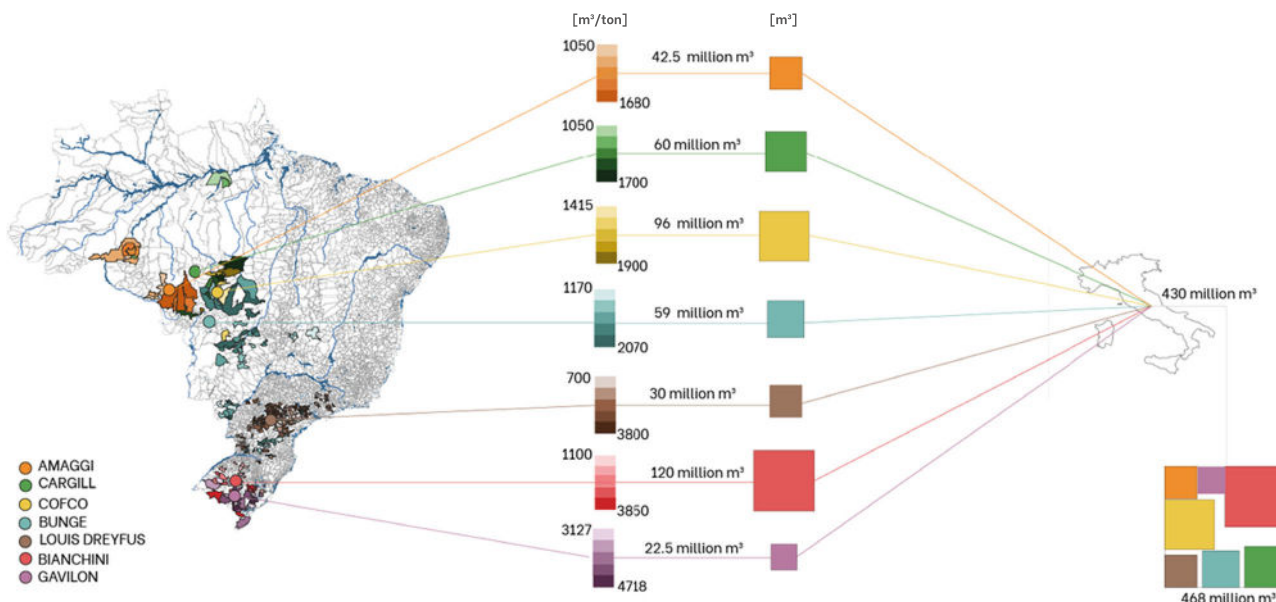 [m³/ton] [m³]
1050
42.5 million m³
1680
1050
60 million m³
1700
1415
96 million m³
1900
1170
59 million m³
2070
700
30 million m³
3800
1100
120 million m³
3850
3127
22.5 million m³
4718
430 million m³
AMAGGI
CARGILL
COFCO
BUNGE
LOUIS DREYFUS
BIANCHINI
GAVILON
468 million m³